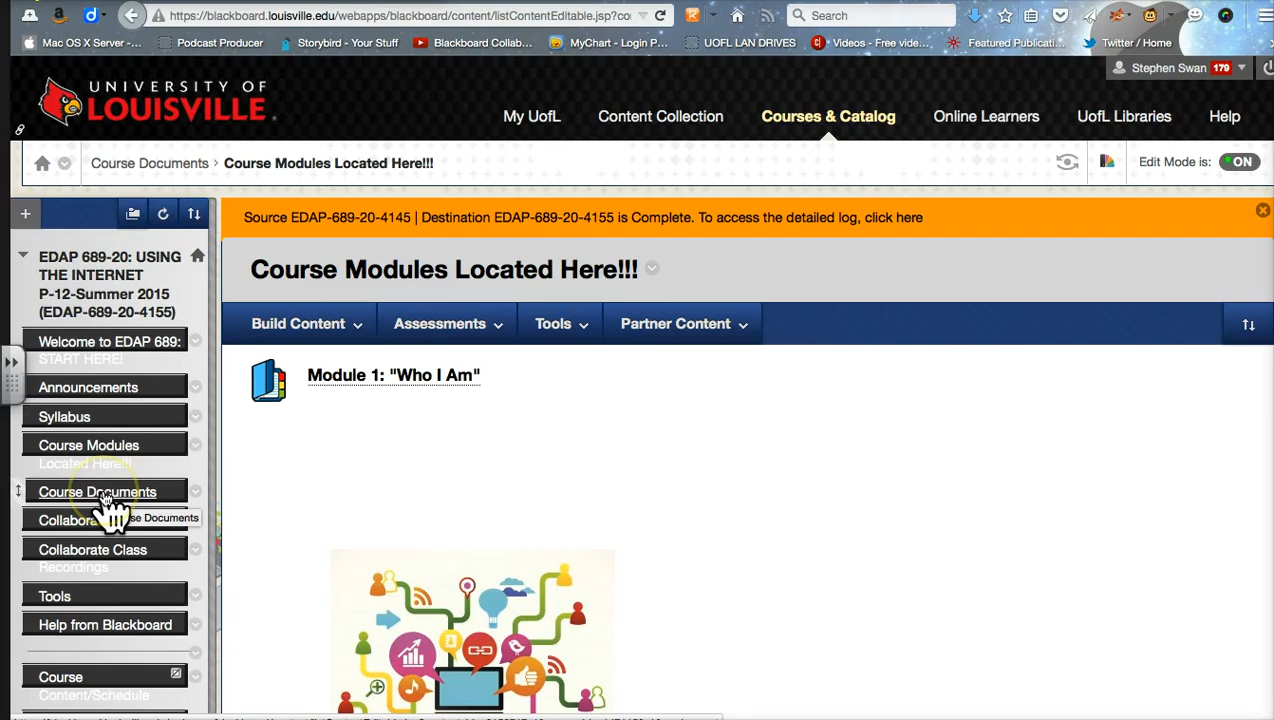 https://blackboard.louisville.edu/webapps/blackboard/content/listContentEditable.jsp?co
Search
Mac OS X Server -...
Podcast Producer
Storybird - Your Stuff
Blackboard Collab...
MyChart - Login P...
UOFL LAN DRIVES
Videos - Free vide...
Featured Publicati...
Twitter / Home
Stephen Swan 179
UNIVERSITY OF
LOUISVILLE.
My UofL
Content Collection
Courses & Catalog
Online Learners
UofL Libraries
Help
Course Documents > Course Modules Located Here!!!
Edit Mode is: ON
Source EDAP-689-20-4145 | Destination EDAP-689-20-4155 is Complete. To access the detailed log, click here
EDAP 689-20: USING
THE INTERNET
P-12-Summer 2015
(EDAP-689-20-4155)
Course Modules Located Here!!!
Build Content
Assessments
Tools
Partner Content
Welcome to EDAP 689:
START HERE!
Announcements
Syllabus
Course Modules
Located Here!!!
Course Documents
Collabora
se Documents
Collaborate Class
Recordings
Tools
Help from Blackboard
Course
Content/Schedule
Module 1: "Who I Am"